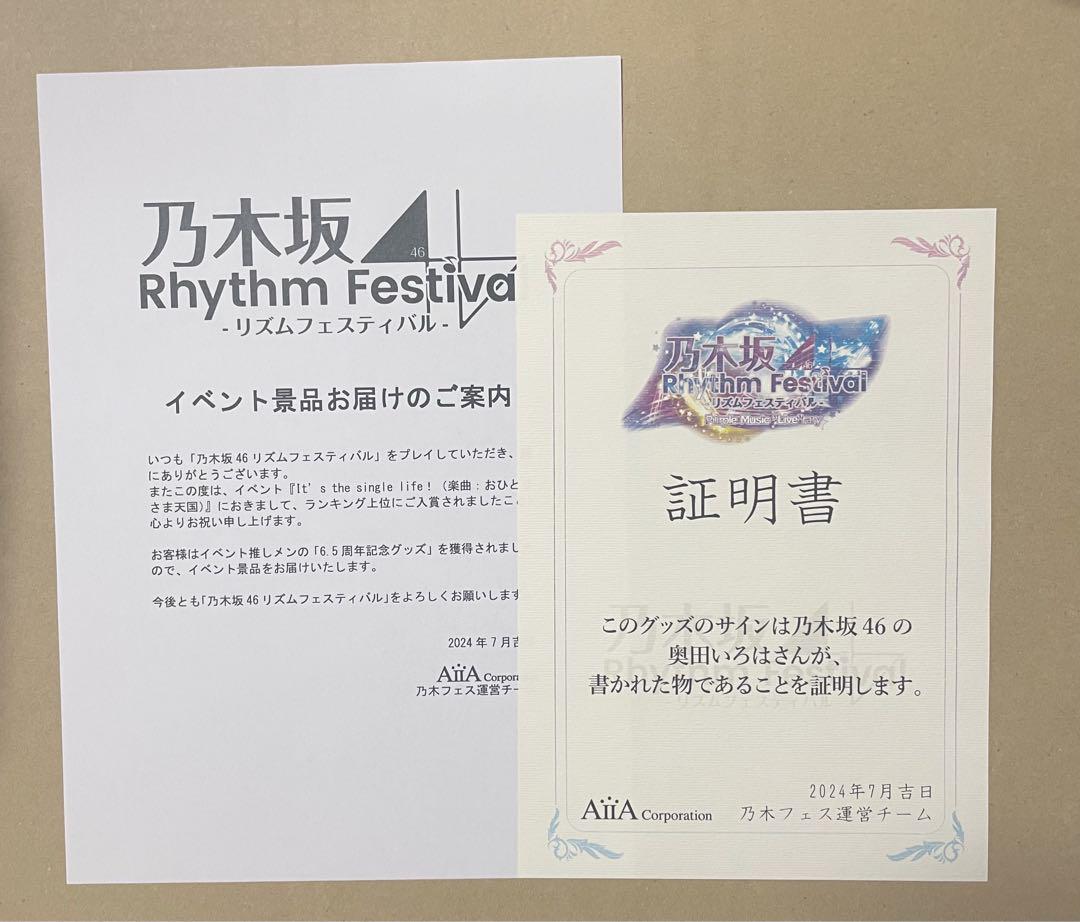 乃木坂46
Rhythm Festiva
-リズムフェスティバル-
イベント景品お届けのご案内
いつも「乃木坂46リズムフェスティバル」をプレイしていただき、
にありがとうございます。
またこの度は、イベント『It's the single life！（楽曲：おひと
さま天国)』におきまして、ランキング上位にご入賞されましたこ
心よりお祝い申し上げます。
お客様はイベント推しメンの「6.5周年記念グッズ」を獲得されまし
ので、イベント景品をお届けいたします。
今後とも「乃木坂46リズムフェスティバル」をよろしくお願いします
2024年7月吉
AiiA Corpora
乃木フェス運営チー
乃木坂46
Rhythm Festival
-リズムフェスティバル-
証明書
このグッズのサインは乃木坂46の
奥田いろはさんが、
書かれた物であることを証明します。
2024年7月吉日
AiiA Corporation 乃木フェス運営チーム